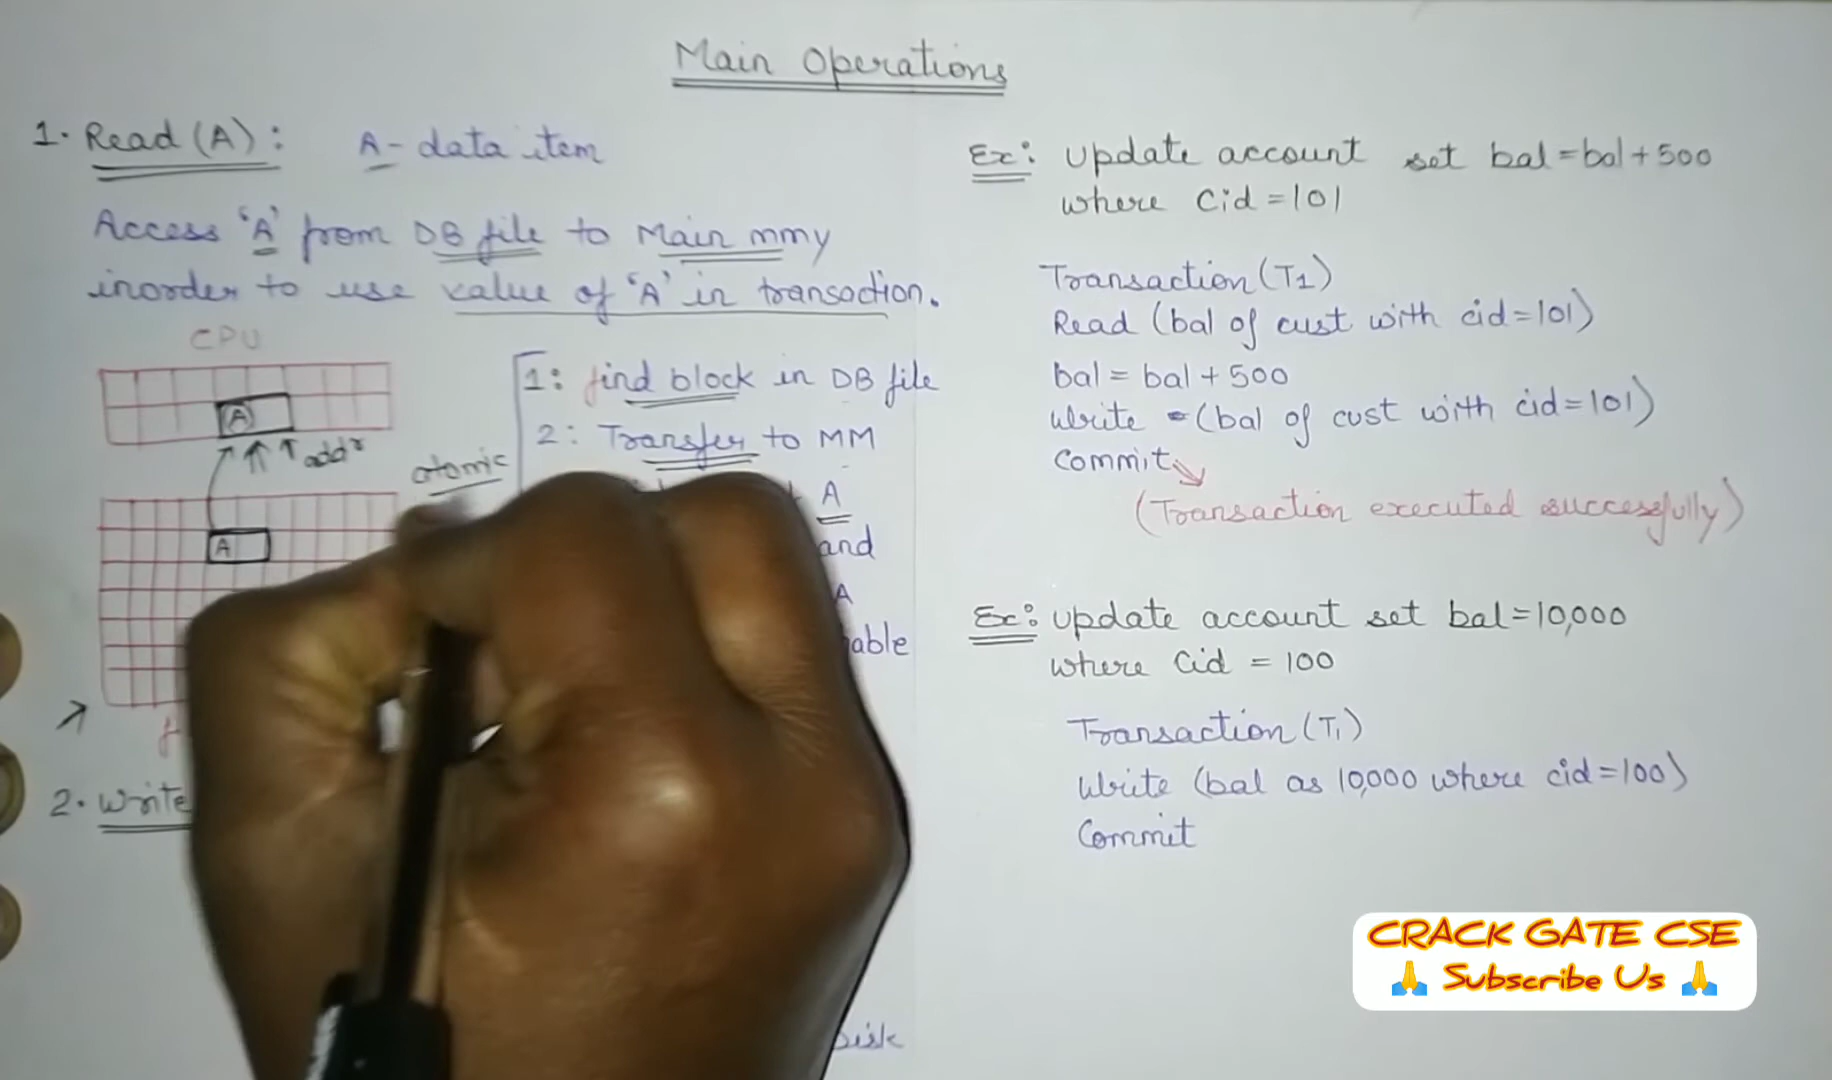 Main Operations
1. Read (A): A- data item
Access 'A' from DB file to Main mmy
inorder to use value of 'A' in transaction.
CPU
A
addr
atomic
A
1: find block in DB file
2: Transfer to MM
A
and
A
able
2. Write
Disk
Ex: update account set bal=bal+500
where Cid=101
Transaction (T1)
Read (bal of cust with cid=101)
bal = bal + 500
Write (bal of cust with cid=101)
Commit
(Transaction executed successfully)
Ex: update account set bal=10,000
where Cid = 100
Transaction (T1)
Write (bal as 10,000 where cid=100)
Commit
CRACK GATE CSE
🙏 Subscribe Us 🙏